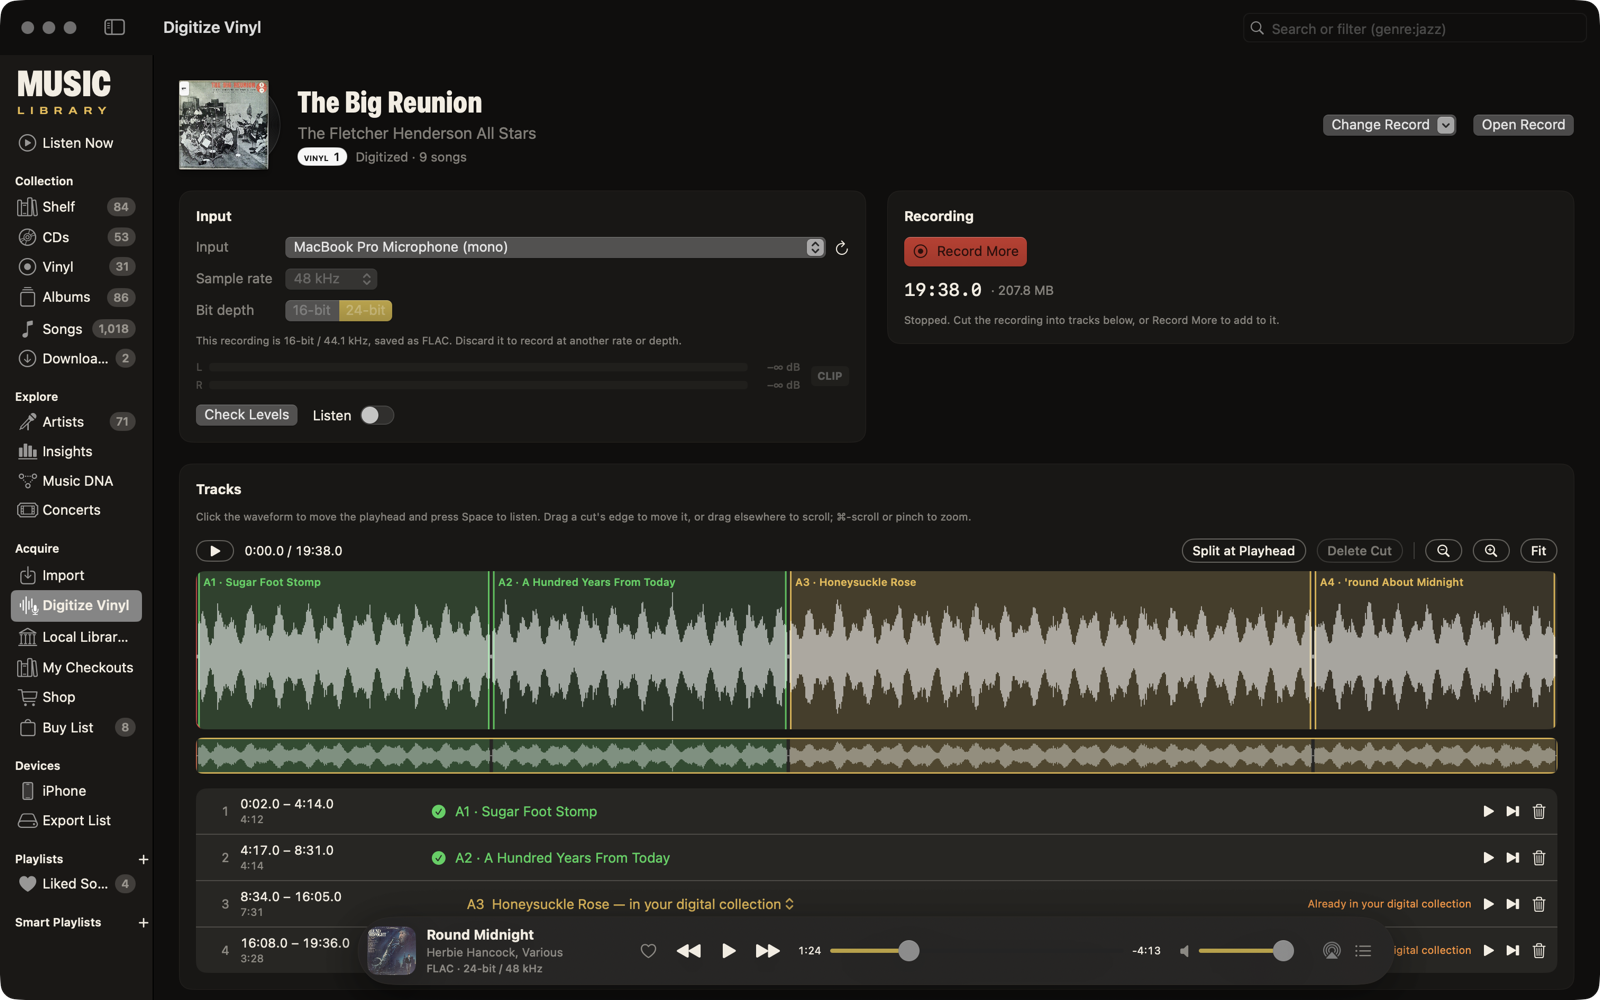 Digitize Vinyl
Search or filter (genre:jazz)
MUSIC
LIBRARY
Listen Now
Collection
Shelf 84
CDs 53
Vinyl 31
Albums 86
Songs 1,018
Downloa... 2
Explore
Artists 71
Insights
Music DNA
Concerts
Acquire
Import
Digitize Vinyl
Local Librar...
My Checkouts
Shop
Buy List 8
Devices
iPhone
Export List
Playlists +
Liked So... 4
Smart Playlists +
The Big Reunion
The Fletcher Henderson All Stars
VINYL 1 Digitized · 9 songs
Change Record
Open Record
Input
Input MacBook Pro Microphone (mono)
Sample rate 48 kHz
Bit depth 16-bit 24-bit
This recording is 16-bit / 44.1 kHz, saved as FLAC. Discard it to record at another rate or depth.
L −∞ dB
R −∞ dB
CLIP
Check Levels Listen
Recording
Record More
19:38.0 · 207.8 MB
Stopped. Cut the recording into tracks below, or Record More to add to it.
Tracks
Click the waveform to move the playhead and press Space to listen. Drag a cut's edge to move it, or drag elsewhere to scroll; ⌘-scroll or pinch to zoom.
0:00.0 / 19:38.0
Split at Playhead Delete Cut Fit
A1 · Sugar Foot Stomp
A2 · A Hundred Years From Today
A3 · Honeysuckle Rose
A4 · 'round About Midnight
1 0:02.0 – 4:14.0
4:12
A1 · Sugar Foot Stomp
2 4:17.0 – 8:31.0
4:14
A2 · A Hundred Years From Today
3 8:34.0 – 16:05.0
7:31
A3 Honeysuckle Rose — in your digital collection
Already in your digital collection
4 16:08.0 – 19:36.0
3:28
igital collection
Round Midnight
Herbie Hancock, Various
FLAC · 24-bit / 48 kHz
1:24
-4:13